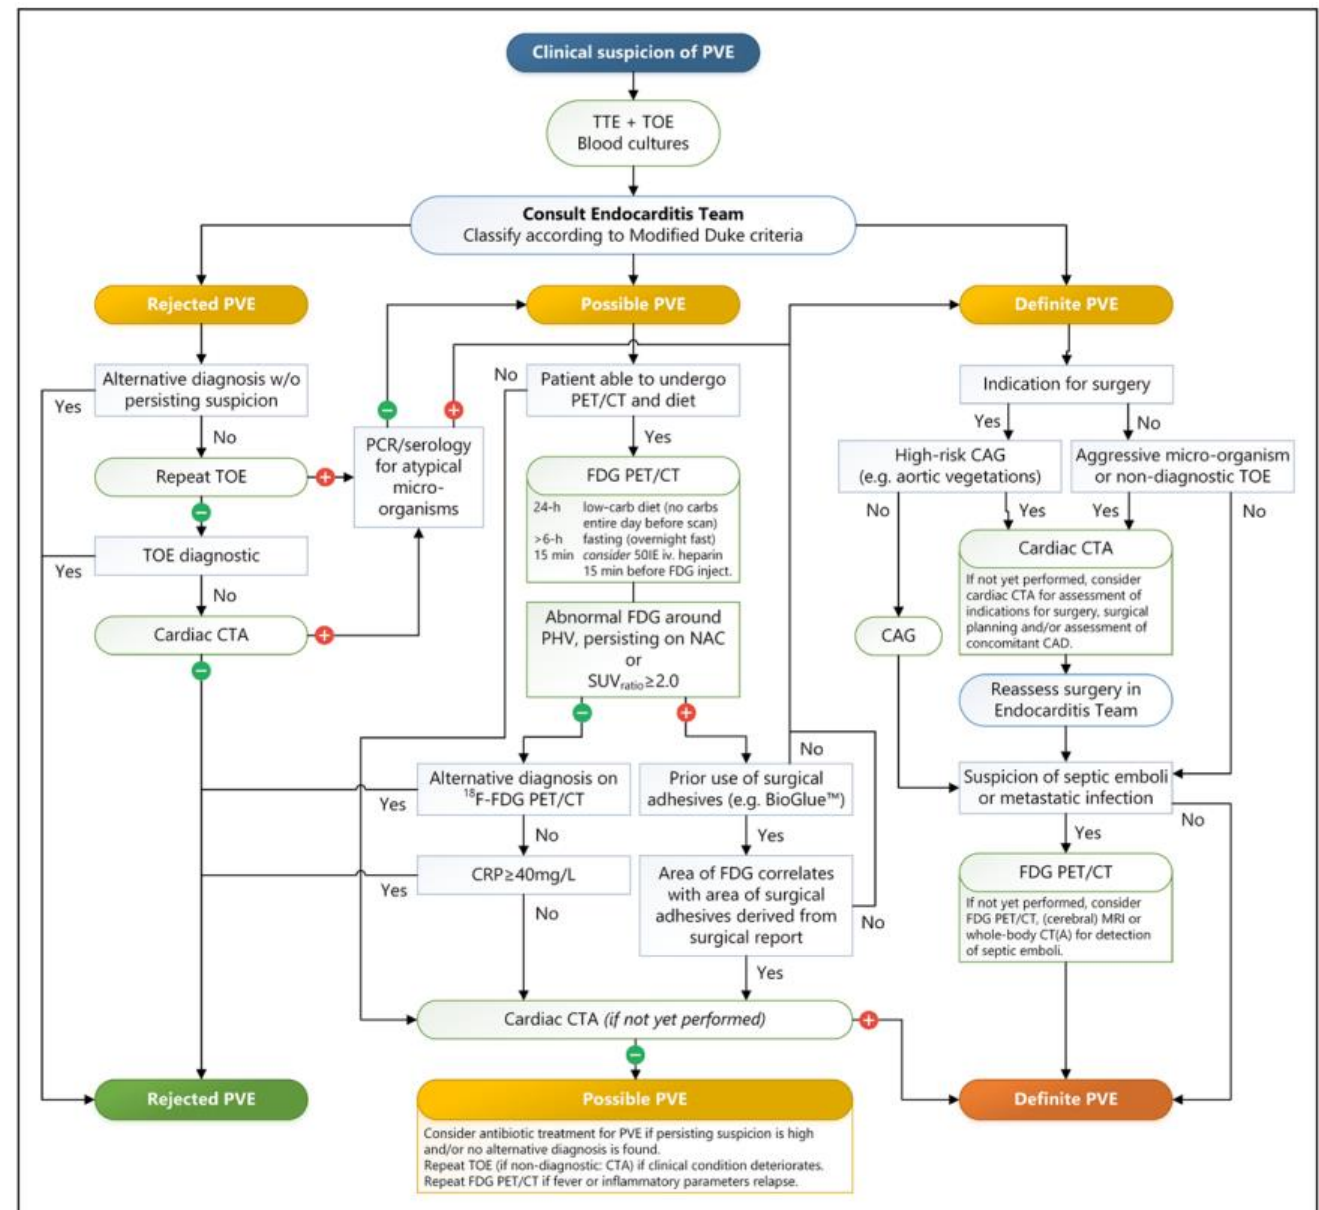 Clinical suspicion of PVE
TTE + TOE
Blood cultures
Consult Endocarditis Team
Classify according to Modified Duke criteria
Rejected PVE
Possible PVE
Definite PVE
Alternative diagnosis w/o
persisting suspicion
Yes
No
Repeat TOE
TOE diagnostic
Yes
No
Cardiac CTA
PCR/serology
for atypical
micro-
organisms
No
Patient able to undergo
PET/CT and diet
Yes
FDG PET/CT
24-h low-carb diet (no carbs
entire day before scan)
>6-h fasting (overnight fast)
15 min consider 50IE iv. heparin
15 min before FDG inject.
Abnormal FDG around
PHV, persisting on NAC
or
SUVratio≥2.0
Alternative diagnosis on
18F-FDG PET/CT
Yes
No
CRP≥40mg/L
Yes
No
No
Prior use of surgical
adhesives (e.g. BioGlue™)
Yes
Area of FDG correlates
with area of surgical
adhesives derived from
surgical report
No
Yes
Cardiac CTA (if not yet performed)
Indication for surgery
Yes
No
High-risk CAG
(e.g. aortic vegetations)
No
Yes
Aggressive micro-organism
or non-diagnostic TOE
Yes
No
Cardiac CTA
If not yet performed, consider
cardiac CTA for assessment of
indications for surgery, surgical
planning and/or assessment of
concomitant CAD.
CAG
Reassess surgery in
Endocarditis Team
Suspicion of septic emboli
or metastatic infection
No
Yes
FDG PET/CT
If not yet performed, consider
FDG PET/CT, (cerebral) MRI or
whole-body CT(A) for detection
of septic emboli.
Rejected PVE
Possible PVE
Consider antibiotic treatment for PVE if persisting suspicion is high
and/or no alternative diagnosis is found.
Repeat TOE (if non-diagnostic: CTA) if clinical condition deteriorates.
Repeat FDG PET/CT if fever or inflammatory parameters relapse.
Definite PVE